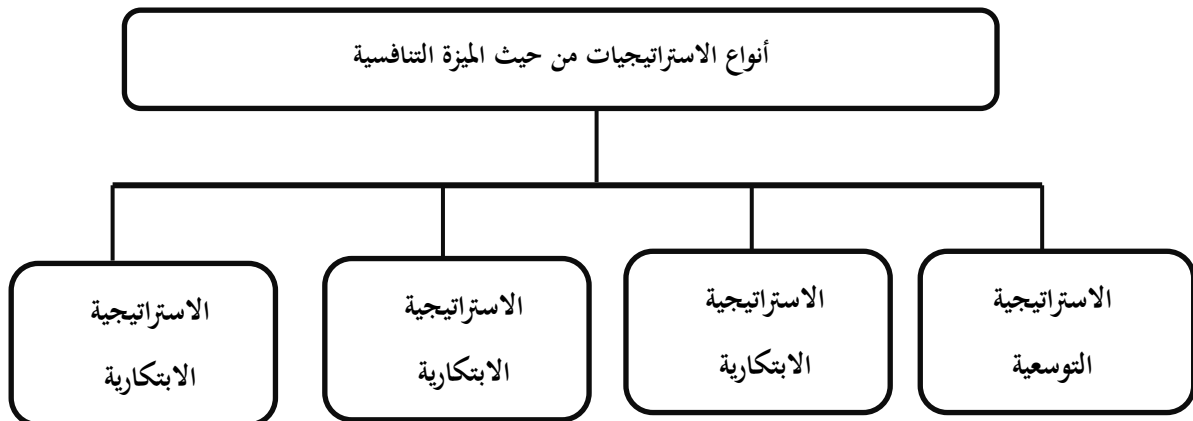 أنواع الاستراتيجيات من حيث الميزة التنافسية
الاستراتيجية
التوسعية
الاستراتيجية
الابتكارية
الاستراتيجية
الابتكارية
الاستراتيجية
الابتكارية